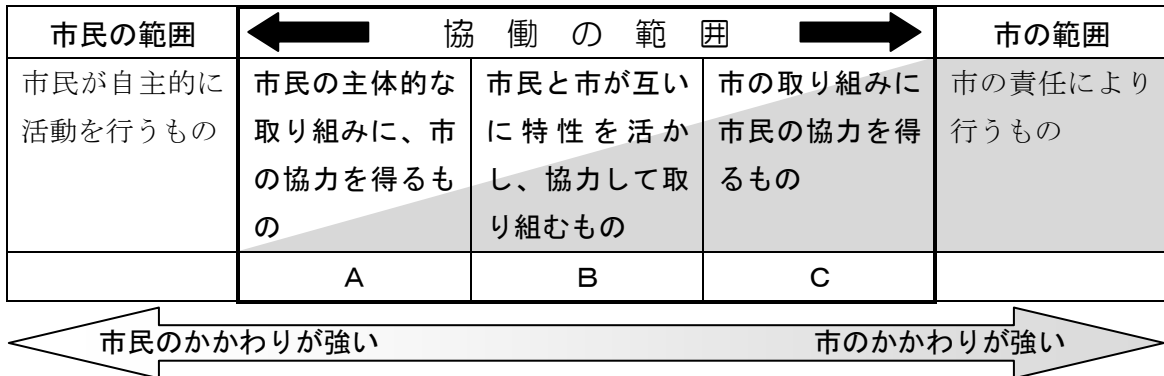 市民の範囲
協働の範囲
市の範囲
市民が自主的に
活動を行うもの
市民の主体的な
取り組みに、市
の協力を得るも
の
市民と市が互い
に特性を活か
し、協力して取
り組むもの
市の取り組みに
市民の協力を得
るもの
市の責任により
行うもの
A
B
C
市民のかかわりが強い
市のかかわりが強い